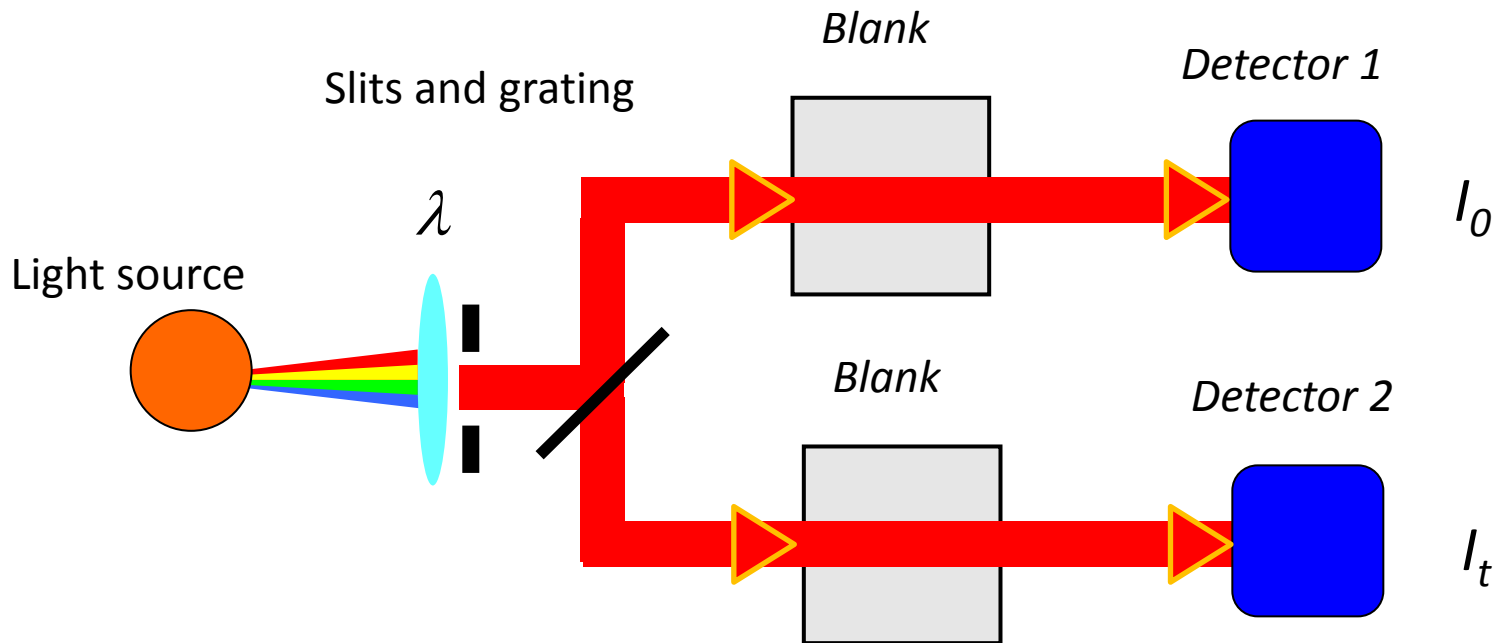 Blank
Detector 1
Slits and grating
λ
I0
Light source
Blank
Detector 2
It